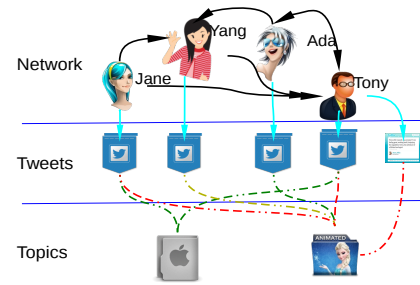 Yang
Ada
Network
Jane
Tony
Tweets
Topics
ANIMATED